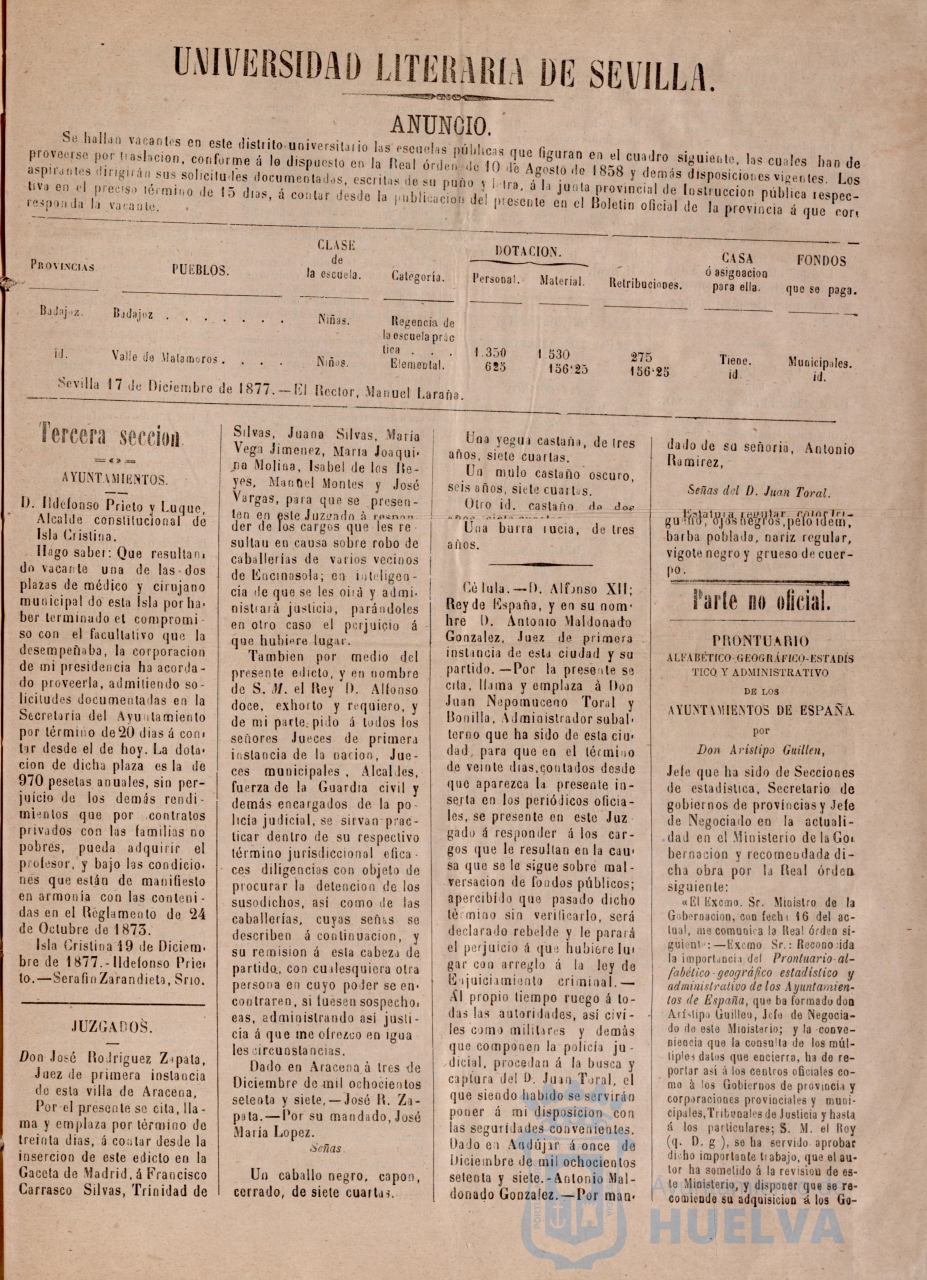 UNIVERSIDAD LITERARIA DE SEVILLA.
ANUNCIO.
Se hallan vacantes en este distrito universitario las escuelas públicas que figuran en el cuadro siguiente, las cuales han de
proveerse por traslacion, conforme á lo dispuesto en la Real órden de 10 de Agosto de 1858 y demás disposiciones vigentes. Los
aspirantes dirigirán sus solicitudes documentadas, escritas de su puño y letra, á la junta provincial de Instruccion pública respec-
tiva en el preciso término de 15 dias, á contar desde la publicacion del presente en el Boletin oficial de la provincia á que cor
responda la vacante.
PROVINCIAS PUEBLOS. CLASE de la escuela. Categoría. DOTACION. Personal. Material. Retribuciones. CASA ó asignacion para ella. FONDOS que se paga.
Badajoz. Badajoz . . . . . . . Niñas. Regencia de
la escuela prác
tica . . . 1.350 1 530 275 Tiene. Municipales.
id. Valle de Matamoros . . . . Niñas. Elemental. 625 156·25 156·25 id. id.
Sevilla 17 de Diciembre de 1877.—El Rector, Manuel Laraña.
Tercera seccion.
AYUNTAMIENTOS.
D. Ildefonso Prieto y Luque,
Alcalde constitucional de
Isla Cristina.
Hago saber: Que resultan
do vacante una de las dos
plazas de médico y cirujano
municipal do esta Isla por ha-
ber terminado el compromi-
so con el facultativo que la
desempeñaba, la corporacion
de mi presidencia ha acorda-
do proveerla, admitiendo so-
licitudes documentadas en la
Secretaría del Ayuntamiento
por término de 20 dias á con
tar desde el de hoy. La dota-
cion de dicha plaza es la de
970 pesetas anuales, sin per-
juicio de los demás rendi-
mientos que por contratos
privados con las familias no
pobres, pueda adquirir el
profesor, y bajo las condicio-
nes que están de manifiesto
en armonía con las conteni-
das en el Reglamento de 24
de Octubre de 1873.
Isla Cristina 19 de Diciem-
bre de 1877.-Ildefonso Prie
to.—Serafin Zarandieta, Srio.
JUZGADOS.
Don José Rodriguez Zapata,
Juez de primera instancia
de esta villa de Aracena.
Por el presente se cita, lla-
ma y emplaza por término de
treinta dias, á contar desde la
insercion de este edicto en la
Gaceta de Madrid, á Francisco
Carrasco Silvas, Trinidad de
Silvas, Juana Silvas, María
Vega Jimenez, María Joaqui-
na Molina, Isabel de los Re-
yes, Manuel Montes y José
Vargas, para que se presen-
ten en este Juzgado á respon
der de los cargos que les re-
sultan en causa sobre robo de
caballerías de varios vecinos
de Encinasola; en inteligen-
cia de que se les oirá y admi-
nistrará justicia, parándoles
en otro caso el perjuicio á
que hubiere lugar.
Tambien por medio del
presente edicto, y en nombre
de S. M. el Rey D. Alfonso
doce, exhorto y requiero, y
de mi parte pido á todos los
señores Jueces de primera
instancia de la nacion, Jue-
ces municipales, Alcaldes,
fuerza de la Guardia civil y
demás encargados de la po-
licía judicial, se sirvan prac-
ticar dentro de su respectivo
término jurisdiccional efica-
ces diligencias con objeto de
procurar la detencion de los
susodichos, así como de las
caballerías, cuyas señas se
describen á continuacion, y
su remision á esta cabeza de
partido, con cualesquiera otra
persona en cuyo poder se en-
contraren, si fuesen sospecho-
eas, administrando asi justi-
cia á que me ofrezco en igua
les circunstancias.
Dado en Aracena á tres de
Diciembre de mil ochocientos
setenta y siete.—José R. Za-
pata.—Por su mandado, José
María Lopez.
Señas
Un caballo negro, capon,
cerrado, de siete cuartas.
Una yegua castaña, de tres
años, siete cuartas.
Un mulo castaño oscuro,
seis años, siete cuartas.
Otro id. castaño de dos
Una burra rucia, de tres
años.
Cé lula.—D. Alfonso XII;
Rey de España, y en su nom-
hre D. Antonio Maldonado
Gonzalez, Juez de primera
instancia de esta ciudad y su
partido.—Por la presente se
cita, llama y emplaza à Don
Juan Nepomuceno Toral y
Bonilla, Administrador subal-
terno que ha sido de esta ciu-
dad, para que en el término
de veinte dias, contados desde
que aparezca la presente in-
serta en los periódicos oficia-
les, se presente en este Juz
gado á responder á los car-
gos que le resultan en la cau-
sa que se le sigue sobre mal-
versacion de fondos públicos;
apercibido que pasado dicho
término sin verificarlo, será
declarado rebelde y le parará
el perjuicio á que hubiere lu-
gar con arreglo á la ley de
Enjuiciamiento criminal.—
Al propio tiempo ruego á to-
das las autoridades, así civi-
les como militares y demás
que componen la policía ju-
dicial, procedan á la busca y
captura del D. Juan Toral, el
que siendo habido se servirán
poner á mi disposicion con
las seguridades convenientes.
Dado en Andújar á once de
Diciembre de mil ochocientos
setenta y siete.-Antonio Mal-
donado Gonzalez.—Por man-
dado de su señoria, Antonio
Ramirez,
Señas del D. Juan Toral.
Estatura regular, color tri-
gueño, ojos negros, pelo idem,
barba poblada, nariz regular,
vigote negro y grueso de cuer-
po.
Parte no oficial.
PRONTUARIO
ALFABÉTICO-GEOGRÁFICO-ESTADÍS
TICO Y ADMINISTRATIVO
DE LOS
AYUNTAMIENTOS DE ESPAÑA
por
Don Arístipo Guillen,
Jefe que ha sido de Secciones
de estadística, Secretario de
gobiernos de provincias y Jefe
de Negociado en la actuali-
dad en el Ministerio de la Go-
bernacion y recomendada di-
cha obra por la Real órden
siguiente:
«El Excmo. Sr. Ministro de la
Gobernacion, con fecha 16 del ac-
tual, me comunica la Real órden si-
guiente:—Excmo Sr.: Reconocida
la importancia del Prontuario al-
fabético geográfico estadístico y
administrativo de los Ayuntamien-
tos de España, que ha formado don
Arístipo Guillen, Jefe de Negocia-
do de este Ministerio; y la conve-
niencia que la consulta de los múl-
tiples datos que encierra, ha de re-
portar así á los centros oficiales co-
mo á los Gobiernos de provincia y
corporaciones provinciales y muni-
cipales, Tribunales de Justicia y hasta
á los particulares; S. M. el Rey
(q. D. g), se ha servido aprobar
dicho importante trabajo, que el au-
tor ha sometido á la revision de es-
te Ministerio, y disponer que se re-
comiende su adquisicion á los Go-
HUELVA